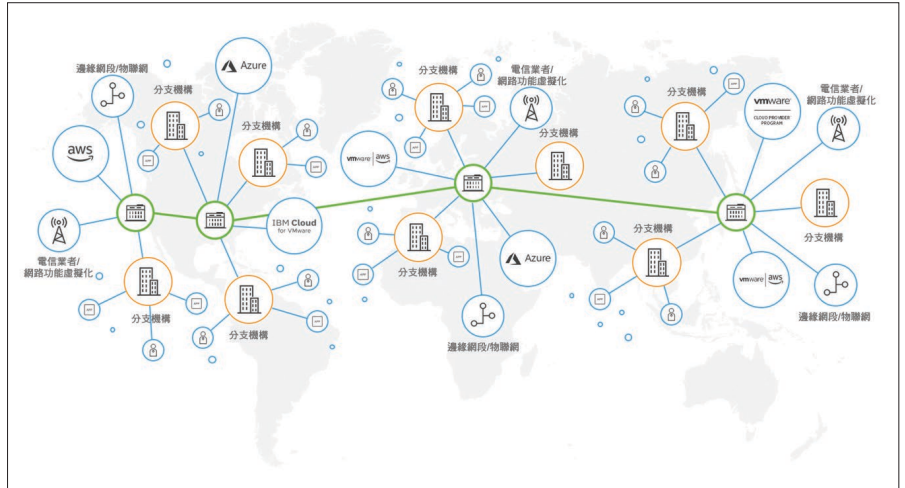 邊緣網段/物聯網
Azure
分支機構
aws
分支機構
電信業者/
網路功能虛擬化
IBM Cloud
for VMware
分支機構
分支機構
分支機構
電信業者/
網路功能虛擬化
分支機構
vmware | aws
分支機構
Azure
邊緣網段/物聯網
分支機構
vmware
CLOUD PROVIDER
PROGRAM
電信業者/
網路功能虛擬化
分支機構
分支機構
vmware | aws
邊緣網段/物聯網